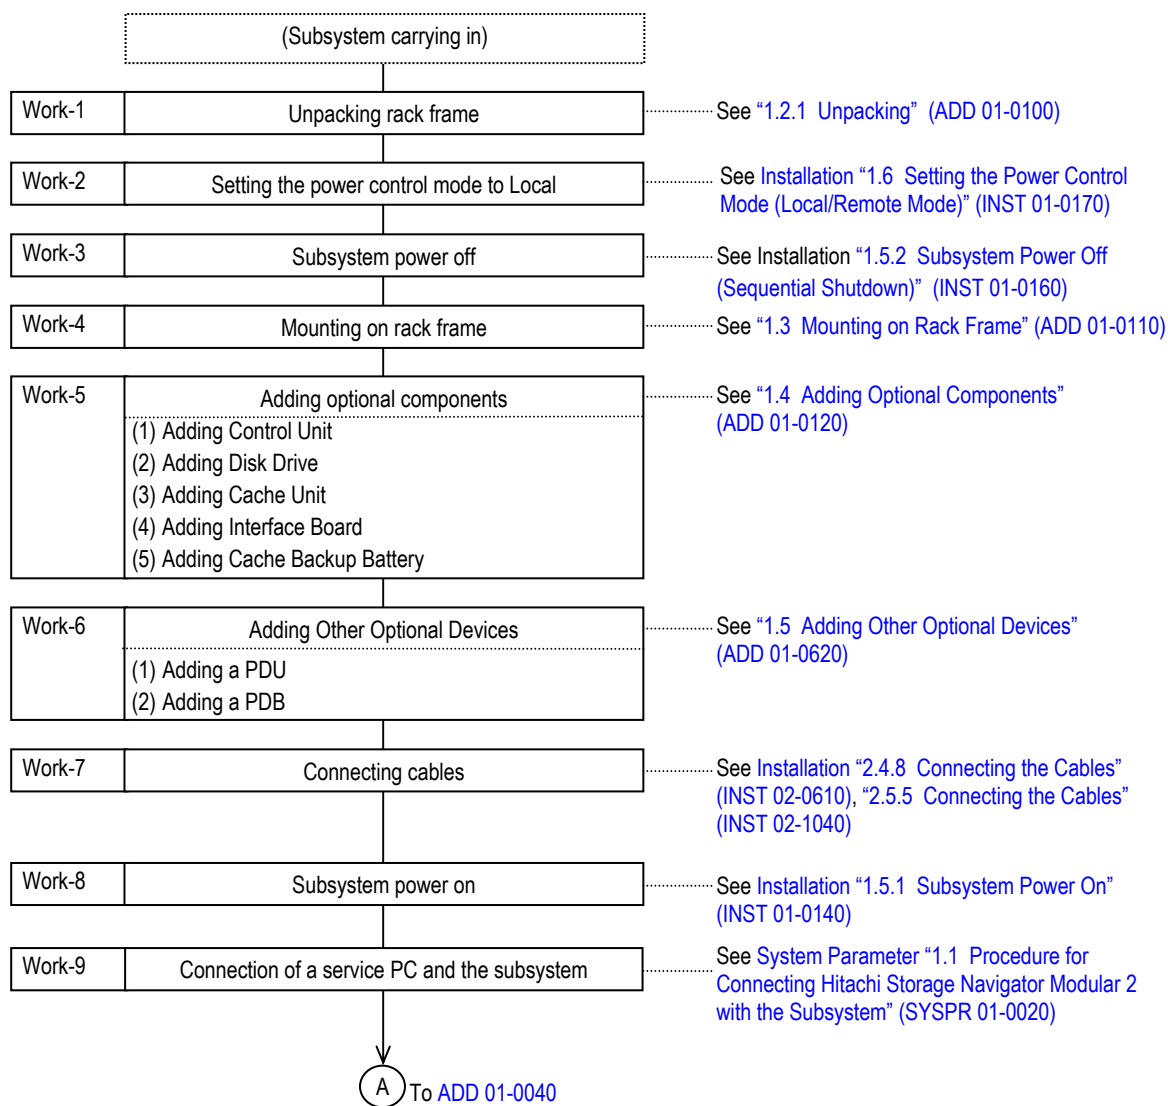 (Subsystem carrying in)
Work-1
Unpacking rack frame
See “1.2.1 Unpacking” (ADD 01-0100)
Work-2
Setting the power control mode to Local
See Installation “1.6 Setting the Power Control
Mode (Local/Remote Mode)” (INST 01-0170)
Work-3
Subsystem power off
See Installation “1.5.2 Subsystem Power Off
(Sequential Shutdown)” (INST 01-0160)
Work-4
Mounting on rack frame
See “1.3 Mounting on Rack Frame” (ADD 01-0110)
Work-5
Adding optional components
(1) Adding Control Unit
(2) Adding Disk Drive
(3) Adding Cache Unit
(4) Adding Interface Board
(5) Adding Cache Backup Battery
See “1.4 Adding Optional Components”
(ADD 01-0120)
Work-6
Adding Other Optional Devices
(1) Adding a PDU
(2) Adding a PDB
See “1.5 Adding Other Optional Devices”
(ADD 01-0620)
Work-7
Connecting cables
See Installation “2.4.8 Connecting the Cables”
(INST 02-0610), “2.5.5 Connecting the Cables”
(INST 02-1040)
Work-8
Subsystem power on
See Installation “1.5.1 Subsystem Power On”
(INST 01-0140)
Work-9
Connection of a service PC and the subsystem
See System Parameter “1.1 Procedure for
Connecting Hitachi Storage Navigator Modular 2
with the Subsystem” (SYSPR 01-0020)
A To ADD 01-0040